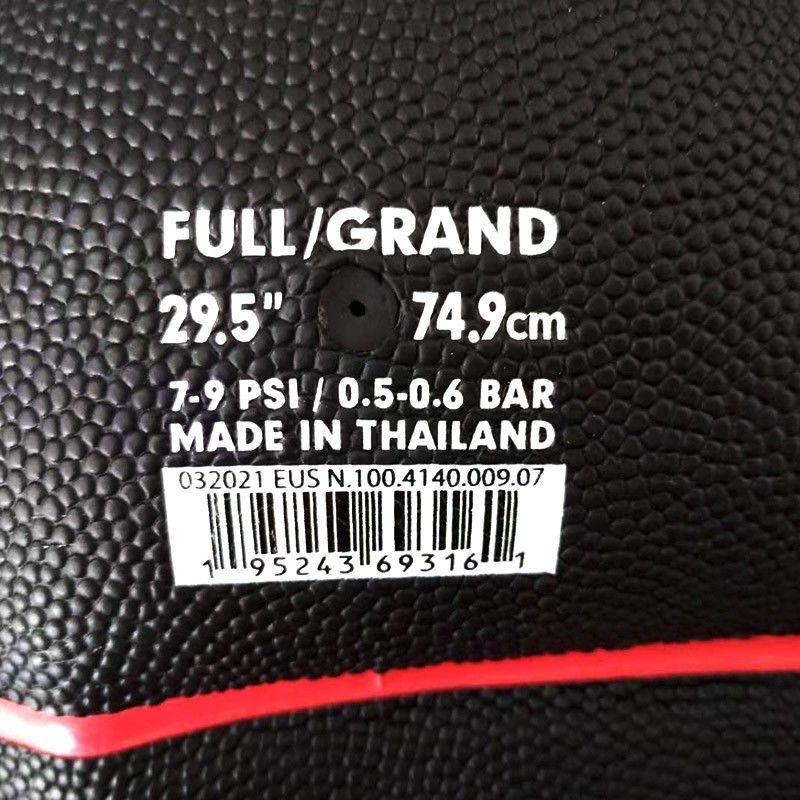 FULL/GRAND
29.5" 74.9cm
7-9 PSI / 0.5-0.6 BAR
MADE IN THAILAND
032021 EUS N.100.4140.009.07
1 95243 69316 1